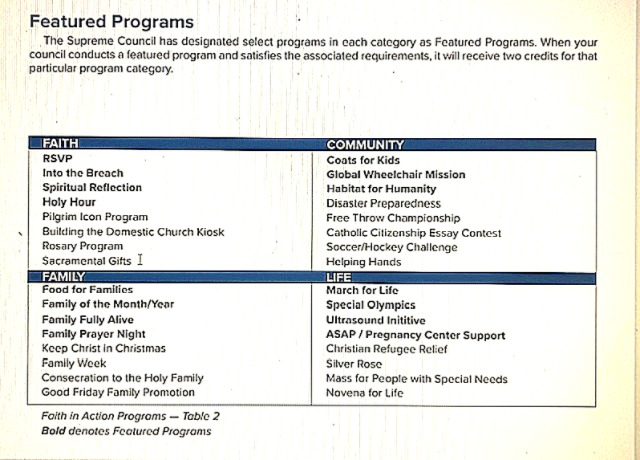 Featured Programs
The Supreme Council has designated select programs in each category as Featured Programs. When your
council conducts a featured program and satisfies the associated requirements, it will receive two credits for that
particular program category.
FAITH
RSVP
Into the Breach
Spiritual Reflection
Holy Hour
Pilgrim Icon Program
Building the Domestic Church Kiosk
Rosary Program
Sacramental Gifts
COMMUNITY
Coats for Kids
Global Wheelchair Mission
Habitat for Humanity
Disaster Preparedness
Free Throw Championship
Catholic Citizenship Essay Contest
Soccer/Hockey Challenge
Helping Hands
FAMILY
Food for Families
Family of the Month/Year
Family Fully Alive
Family Prayer Night
Keep Christ in Christmas
Family Week
Consecration to the Holy Family
Good Friday Family Promotion
LIFE
March for Life
Special Olympics
Ultrasound Inititive
ASAP / Pregnancy Center Support
Christian Refugee Relief
Silver Rose
Mass for People with Special Needs
Novena for Life
Faith in Action Programs — Table 2
Bold denotes Featured Programs